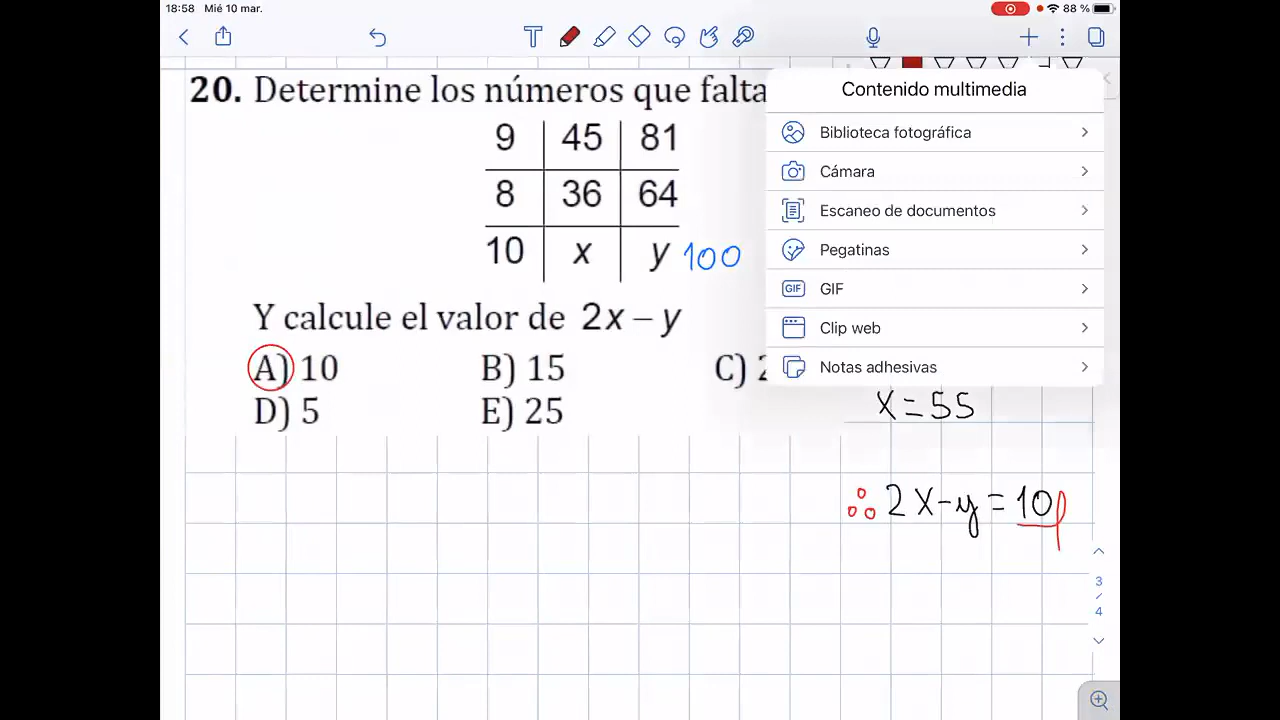 18:58 Mié 10 mar. 88 %
Contenido multimedia
Biblioteca fotográfica
Cámara
Escaneo de documentos
Pegatinas
GIF GIF
Clip web
Notas adhesivas
20. Determine los números que falta
9 45 81
8 36 64
10 x y 100
Y calcule el valor de 2x – y
A) 10 B) 15 C) 2
D) 5 E) 25
X = 55
∴ 2X - y = 10
3
4